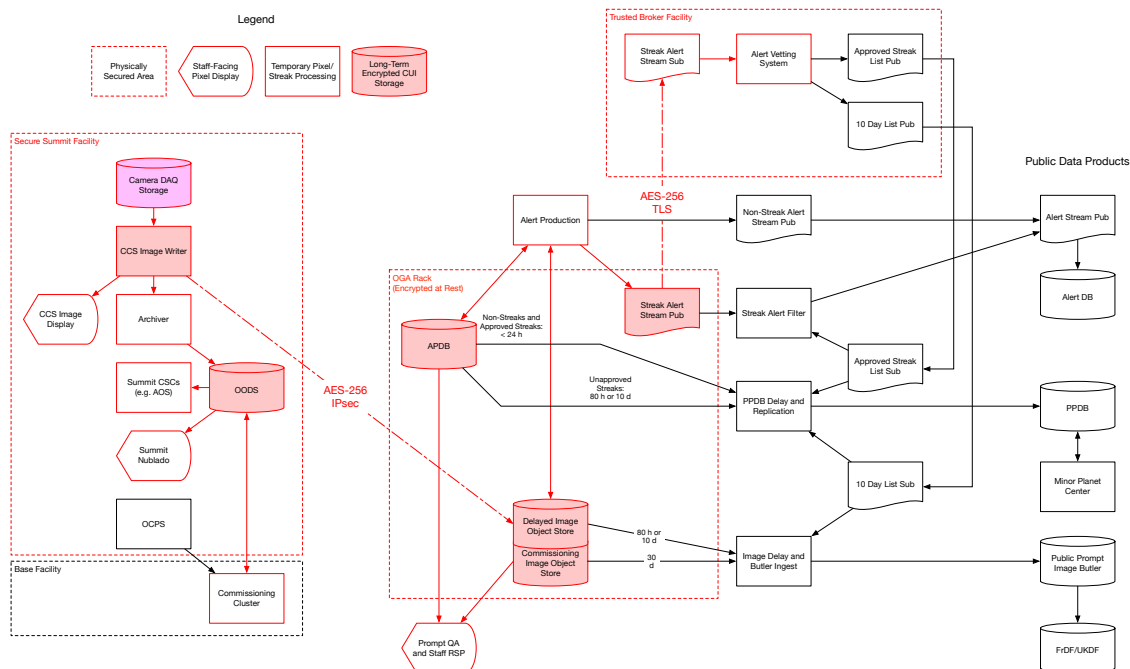 Legend
Physically
Secured Area
Staff-Facing
Pixel Display
Temporary Pixel/
Streak Processing
Long-Term
Encrypted CUI
Storage
Trusted Broker Facility
Streak Alert
Stream Sub
Alert Vetting
System
Approved Streak
List Pub
10 Day List Pub
Secure Summit Facility
Camera DAQ
Storage
CCS Image Writer
CCS Image
Display
Archiver
Summit CSCs
(e.g. AOS)
OODS
Summit
Nublado
OCPS
Base Facility
Commissioning
Cluster
AES-256
IPsec
AES-256
TLS
Alert Production
OGA Rack
(Encrypted at Rest)
Non-Streaks and
Approved Streaks:
< 24 h
APDB
Streak Alert
Stream Pub
Unapproved
Streaks:
80 h or 10 d
Delayed Image
Object Store
Commissioning
Image Object
Store
80 h or
10 d
30
d
Prompt QA
and Staff RSP
Non-Streak Alert
Stream Pub
Streak Alert Filter
Approved Streak
List Sub
PPDB Delay and
Replication
10 Day List Sub
Image Delay and
Butler Ingest
Public Data Products
Alert Stream Pub
Alert DB
PPDB
Minor Planet
Center
Public Prompt
Image Butler
FrDF/UKDF